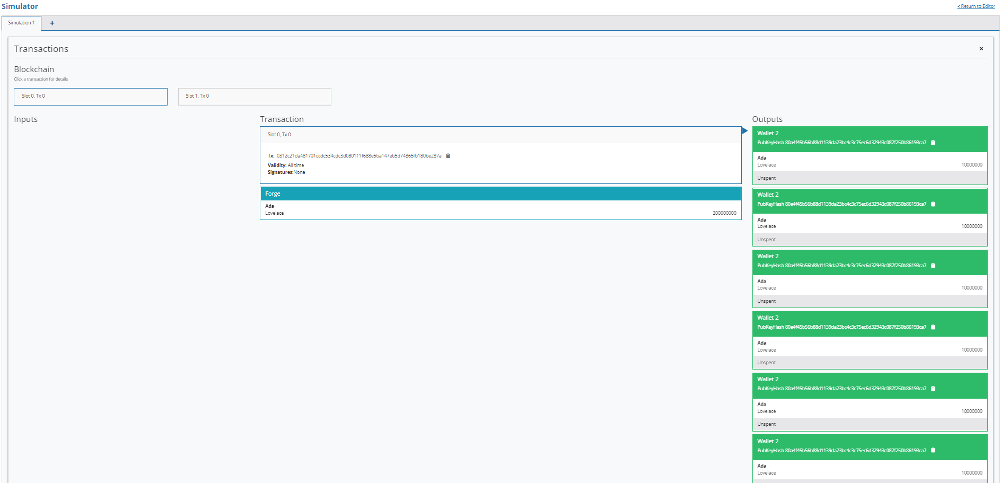 Simulator
< Return to Editor
Simulation 1
+
Transactions
×
Blockchain
Click a transaction for details
Slot 0, Tx 0
Slot 1, Tx 0
Inputs
Transaction
Slot 0, Tx 0
Tx: 0312c21da481701ccdc534cdc3d080111f688e5ba147eb5d74865fb180be287a
Validity: All time
Signatures:None
Forge
Ada
Lovelace 200000000
Outputs
Wallet 2
PubKeyHash 80a4f45b56b88d1139da23bc4c3c75ec6d32943c087f250b86193ca7
Ada
Lovelace 10000000
Unspent
Wallet 2
PubKeyHash 80a4f45b56b88d1139da23bc4c3c75ec6d32943c087f250b86193ca7
Ada
Lovelace 10000000
Unspent
Wallet 2
PubKeyHash 80a4f45b56b88d1139da23bc4c3c75ec6d32943c087f250b86193ca7
Ada
Lovelace 10000000
Unspent
Wallet 2
PubKeyHash 80a4f45b56b88d1139da23bc4c3c75ec6d32943c087f250b86193ca7
Ada
Lovelace 10000000
Unspent
Wallet 2
PubKeyHash 80a4f45b56b88d1139da23bc4c3c75ec6d32943c087f250b86193ca7
Ada
Lovelace 10000000
Unspent
Wallet 2
PubKeyHash 80a4f45b56b88d1139da23bc4c3c75ec6d32943c087f250b86193ca7
Ada
Lovelace 10000000